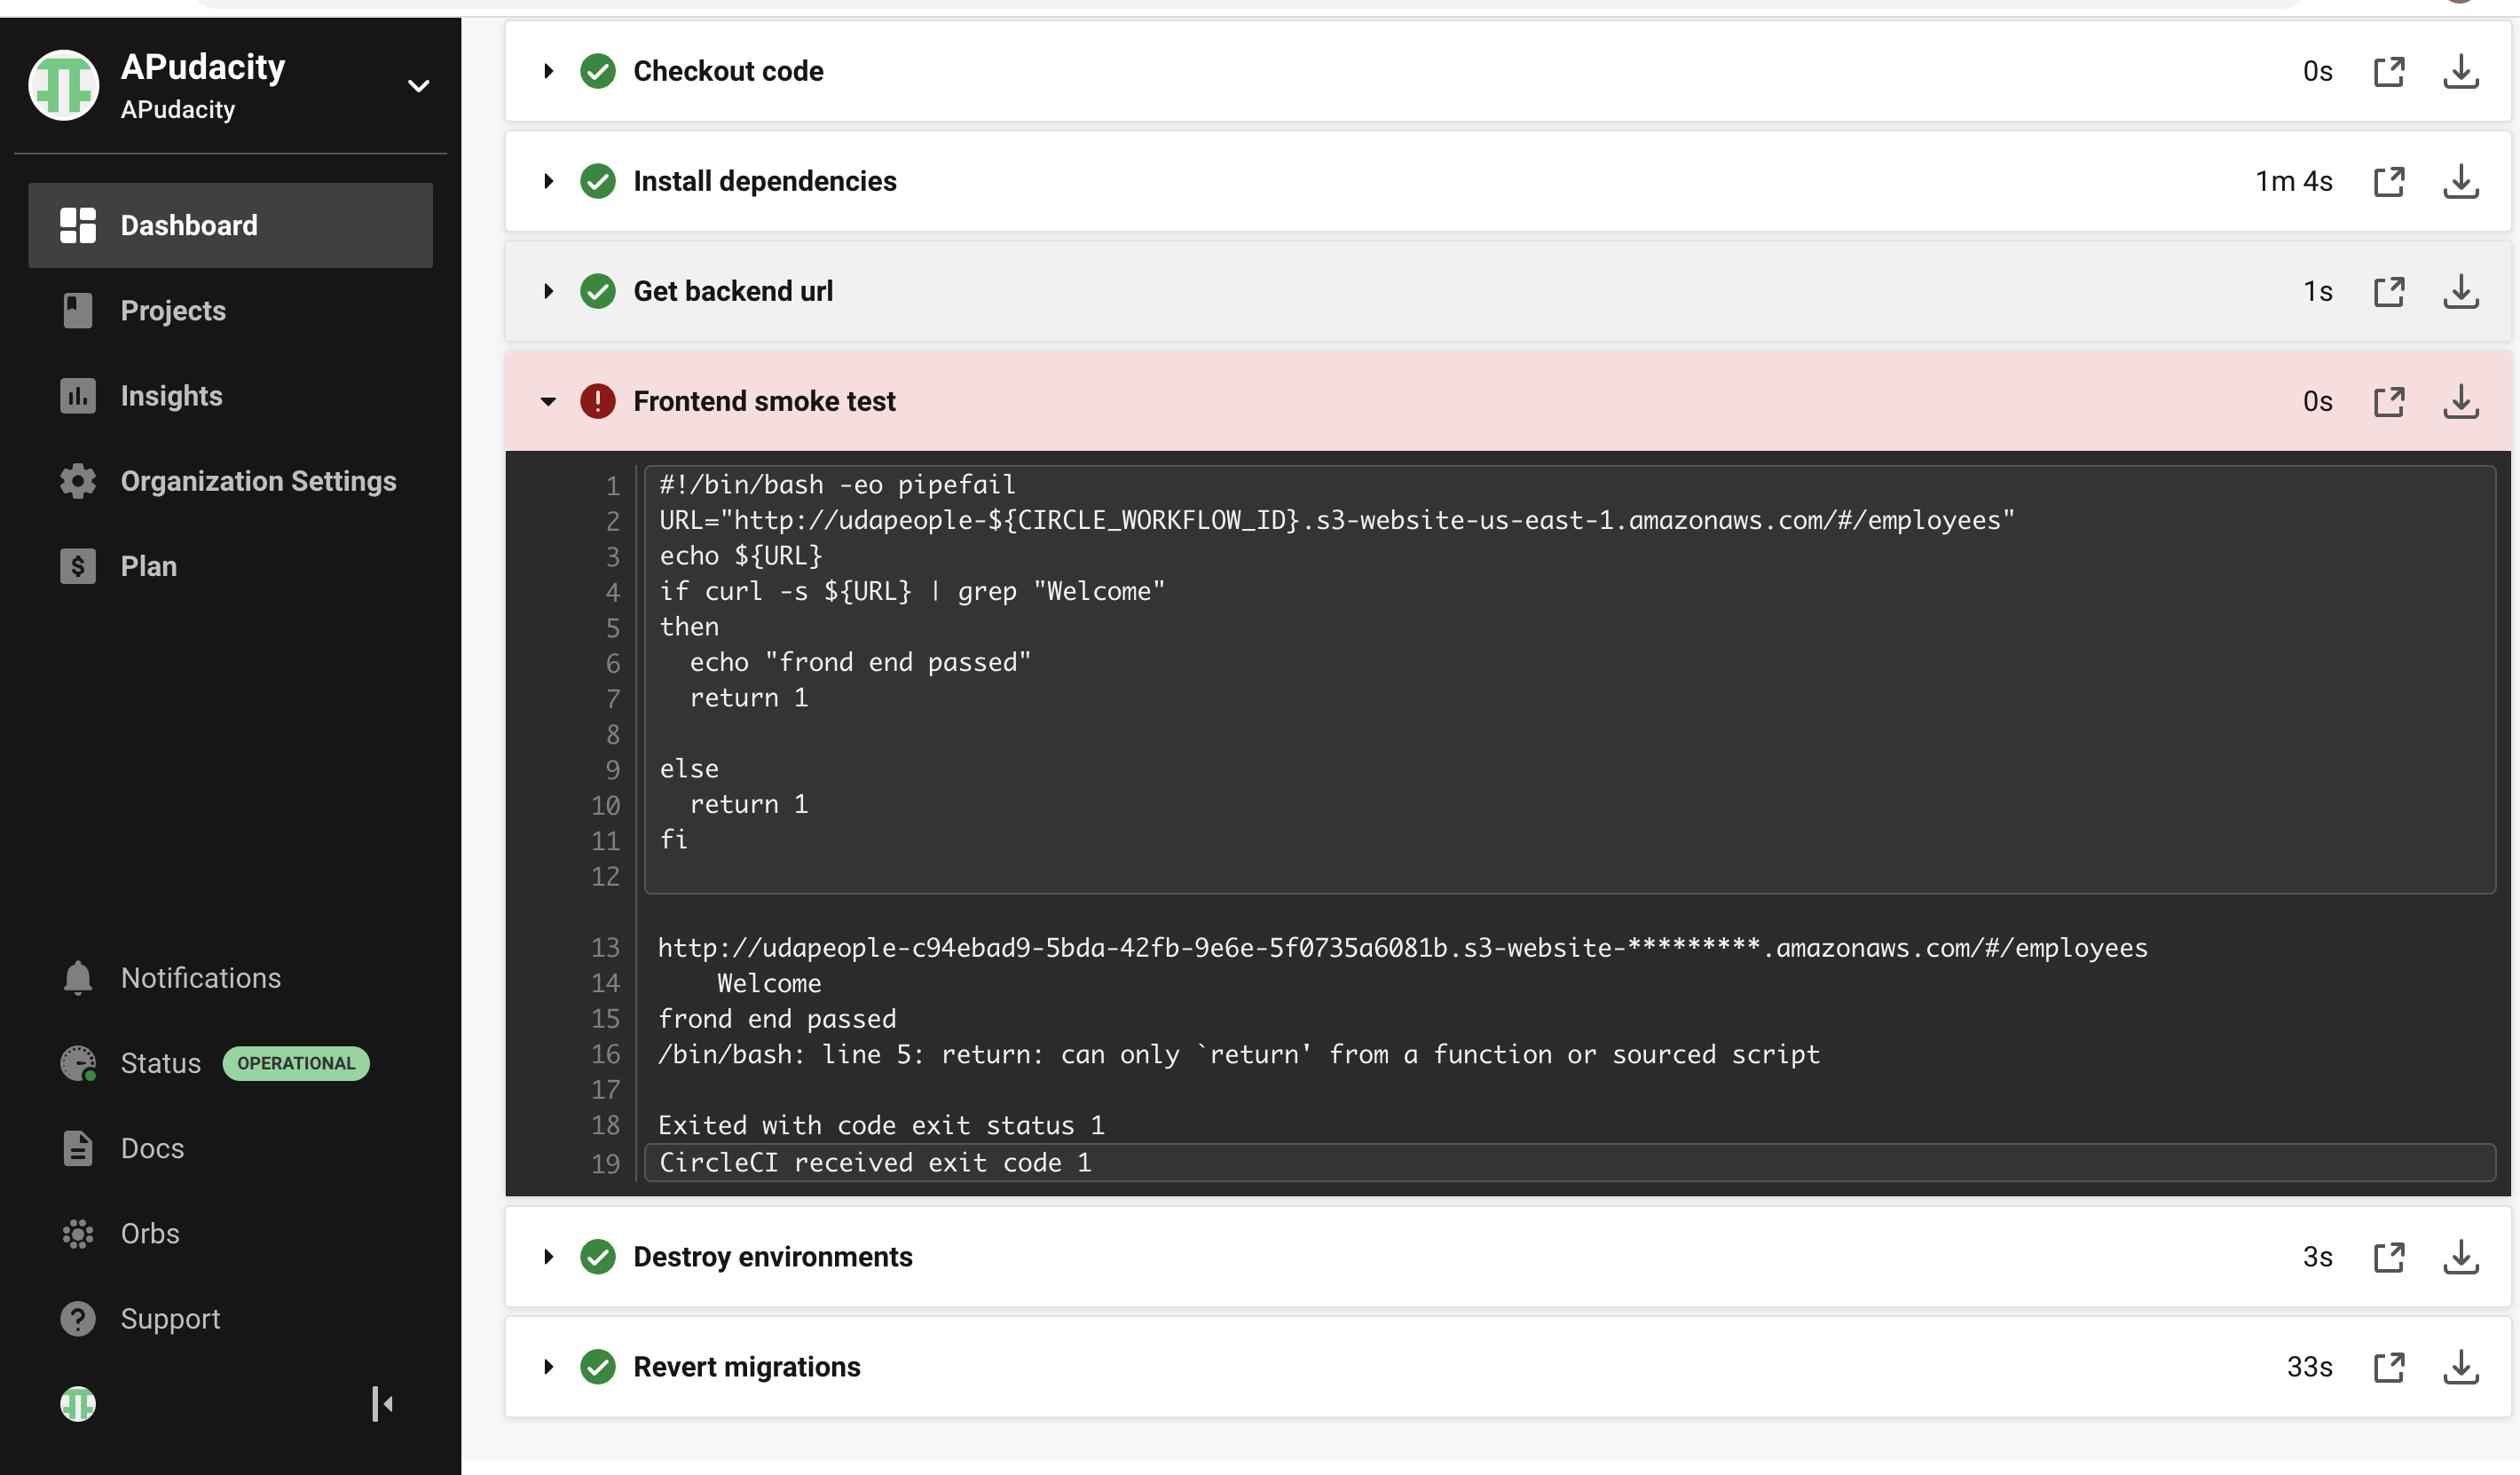 APudacity
APudacity
Dashboard
Projects
Insights
Organization Settings
Plan
Notifications
Status OPERATIONAL
Docs
Orbs
Support
Checkout code 0s
Install dependencies 1m 4s
Get backend url 1s
Frontend smoke test 0s
1 #!/bin/bash -eo pipefail
2 URL="http://udapeople-${CIRCLE_WORKFLOW_ID}.s3-website-us-east-1.amazonaws.com/#/employees"
3 echo ${URL}
4 if curl -s ${URL} | grep "Welcome"
5 then
6   echo "frond end passed"
7   return 1
8
9 else
10   return 1
11 fi
12
13 http://udapeople-c94ebad9-5bda-42fb-9e6e-5f0735a6081b.s3-website-*********.amazonaws.com/#/employees
14     Welcome
15 frond end passed
16 /bin/bash: line 5: return: can only `return' from a function or sourced script
17
18 Exited with code exit status 1
19 CircleCI received exit code 1
Destroy environments 3s
Revert migrations 33s